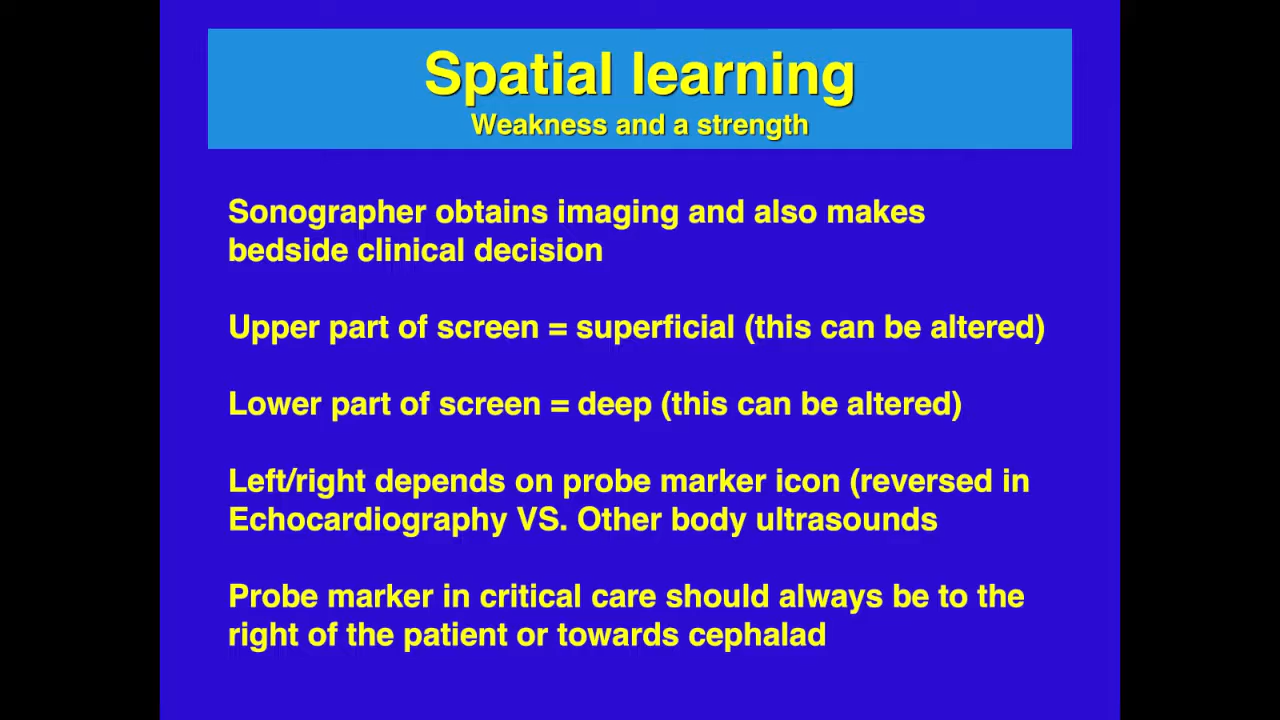 Spatial learning
Weakness and a strength
Sonographer obtains imaging and also makes
bedside clinical decision
Upper part of screen = superficial (this can be altered)
Lower part of screen = deep (this can be altered)
Left/right depends on probe marker icon (reversed in
Echocardiography VS. Other body ultrasounds
Probe marker in critical care should always be to the
right of the patient or towards cephalad